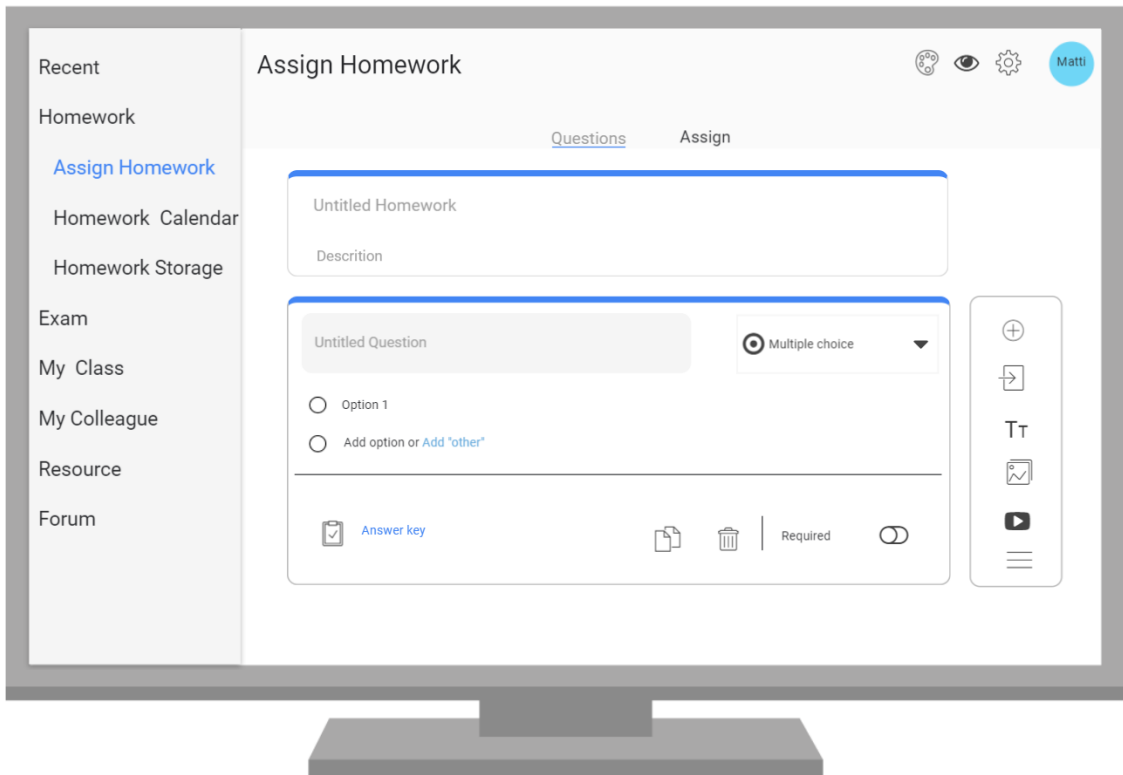 Recent
Homework
Assign Homework
Homework Calendar
Homework Storage
Exam
My Class
My Colleague
Resource
Forum
Assign Homework
Matti
Questions Assign
Untitled Homework
Descrition
Untitled Question
Multiple choice
Option 1
Add option or Add "other"
Answer key
Required
TT